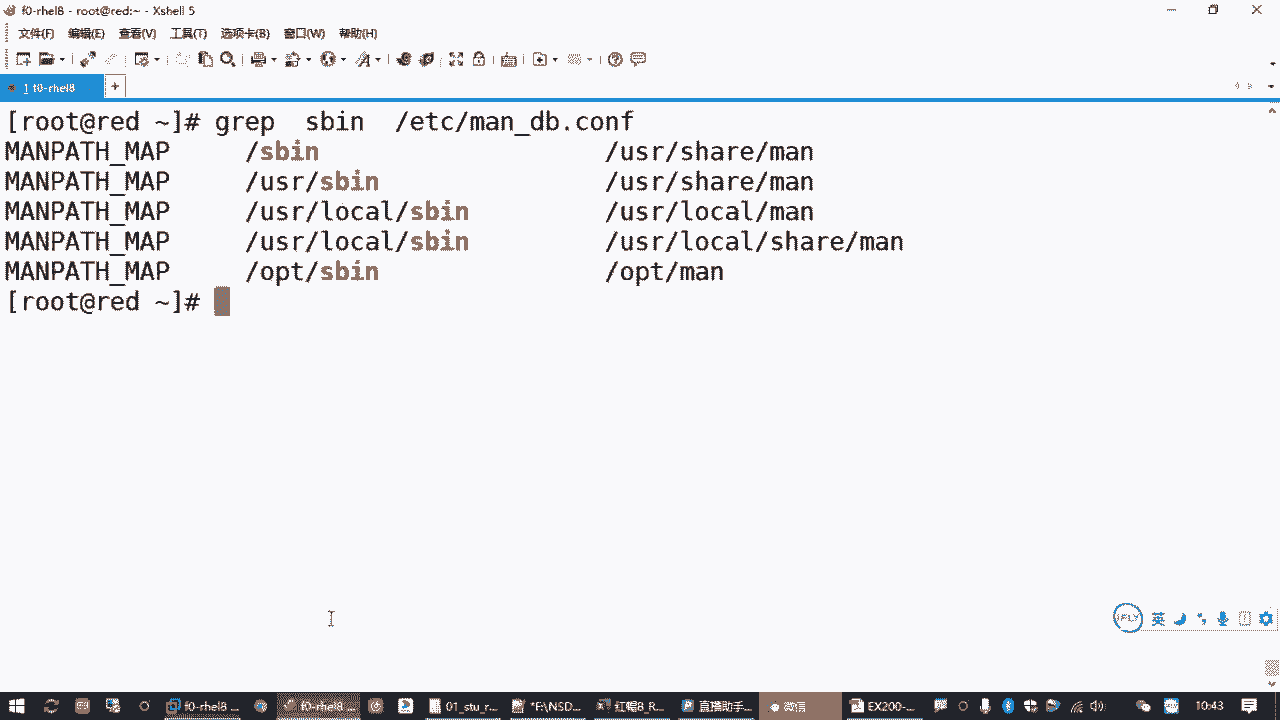 f0-rhel8 - root@red:~ - Xshell 5
文件(F) 编辑(E) 查看(V) 工具(T) 选项卡(B) 窗口(W) 帮助(H)
1 f0-rhel8 +
[root@red ~]# grep  sbin  /etc/man_db.conf
MANPATH_MAP     /sbin                   /usr/share/man
MANPATH_MAP     /usr/sbin               /usr/share/man
MANPATH_MAP     /usr/local/sbin         /usr/local/man
MANPATH_MAP     /usr/local/sbin         /usr/local/share/man
MANPATH_MAP     /opt/sbin               /opt/man
[root@red ~]#
iFLY 英
f0-rhel8 ... f0-rhel8... 01_stu_r... *F:\NSD... 红帽8_R... 直播助手... 微信 EX200-... 10:43